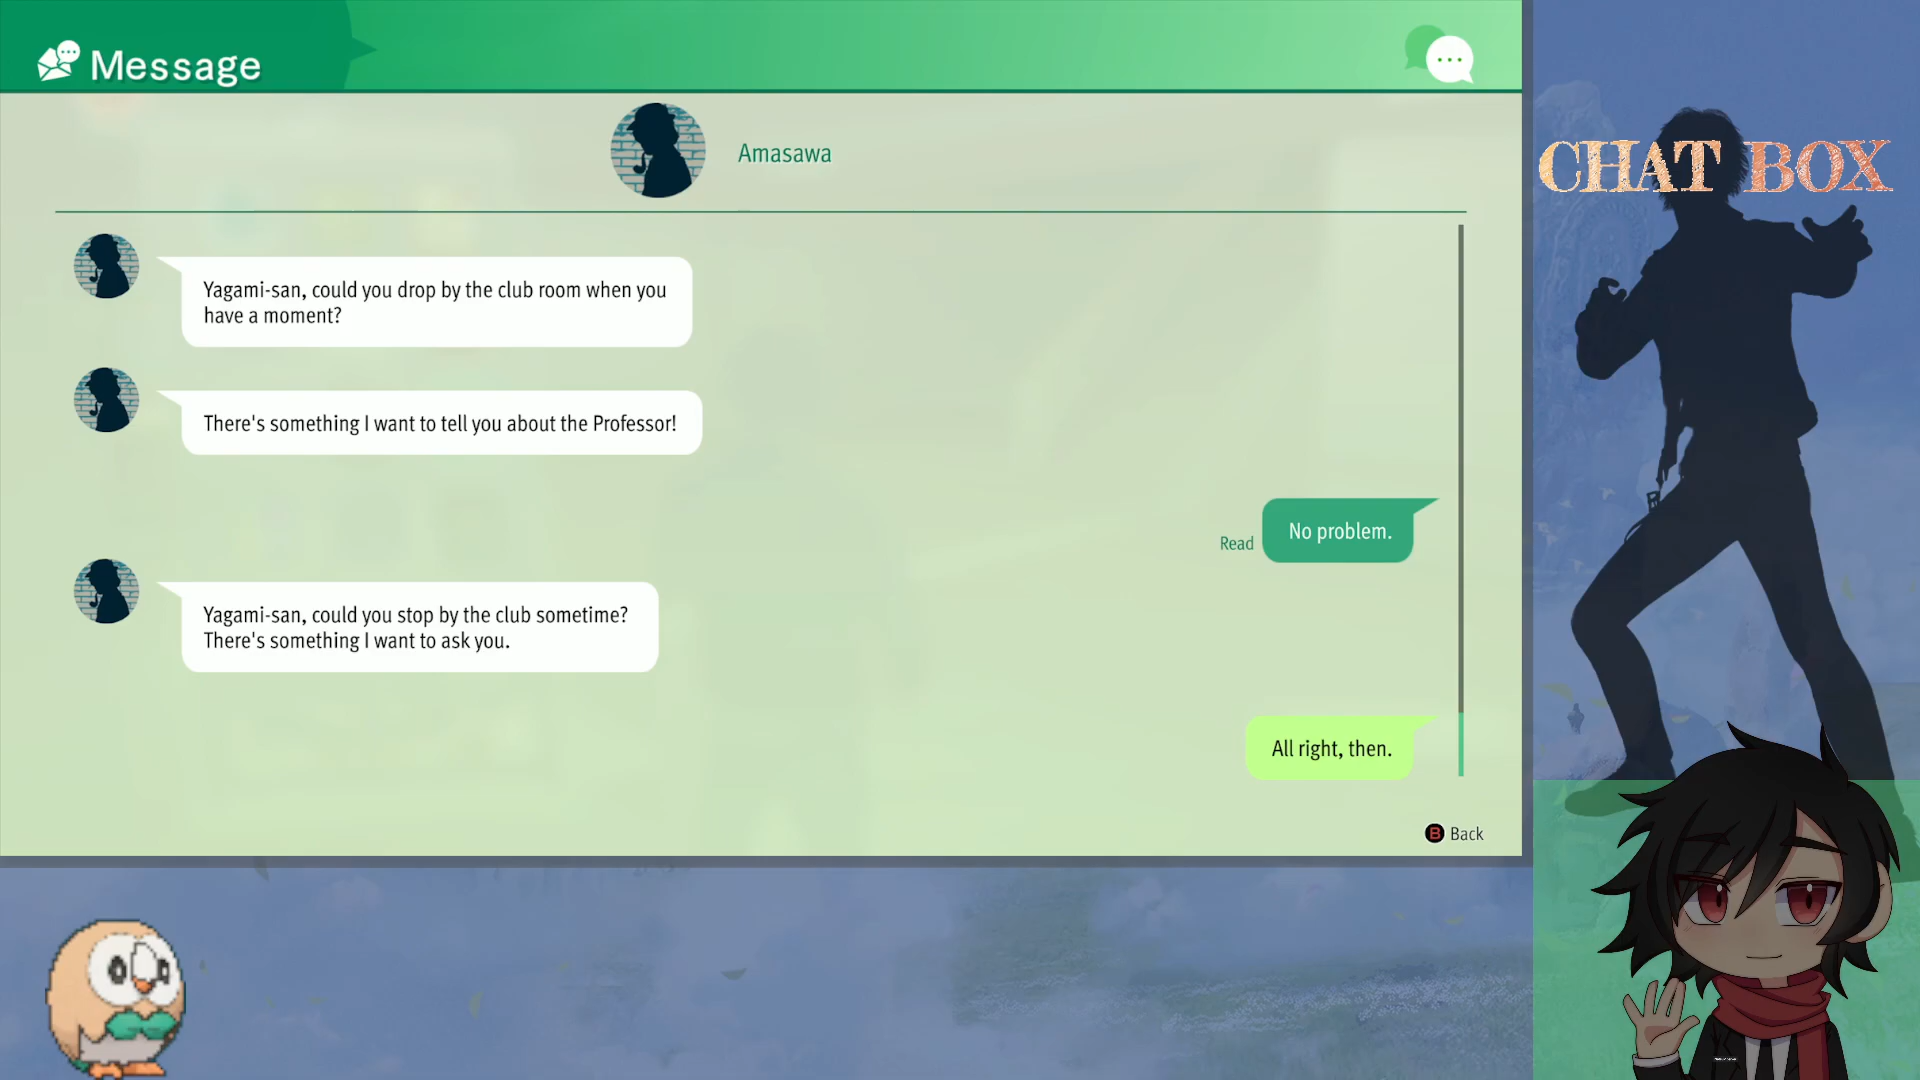 Message
CHAT BOX
Amasawa
Yagami-san, could you drop by the club room when you
have a moment?
There's something I want to tell you about the Professor!
No problem.
Read
Yagami-san, could you stop by the club sometime?
There's something I want to ask you.
All right, then.
B Back